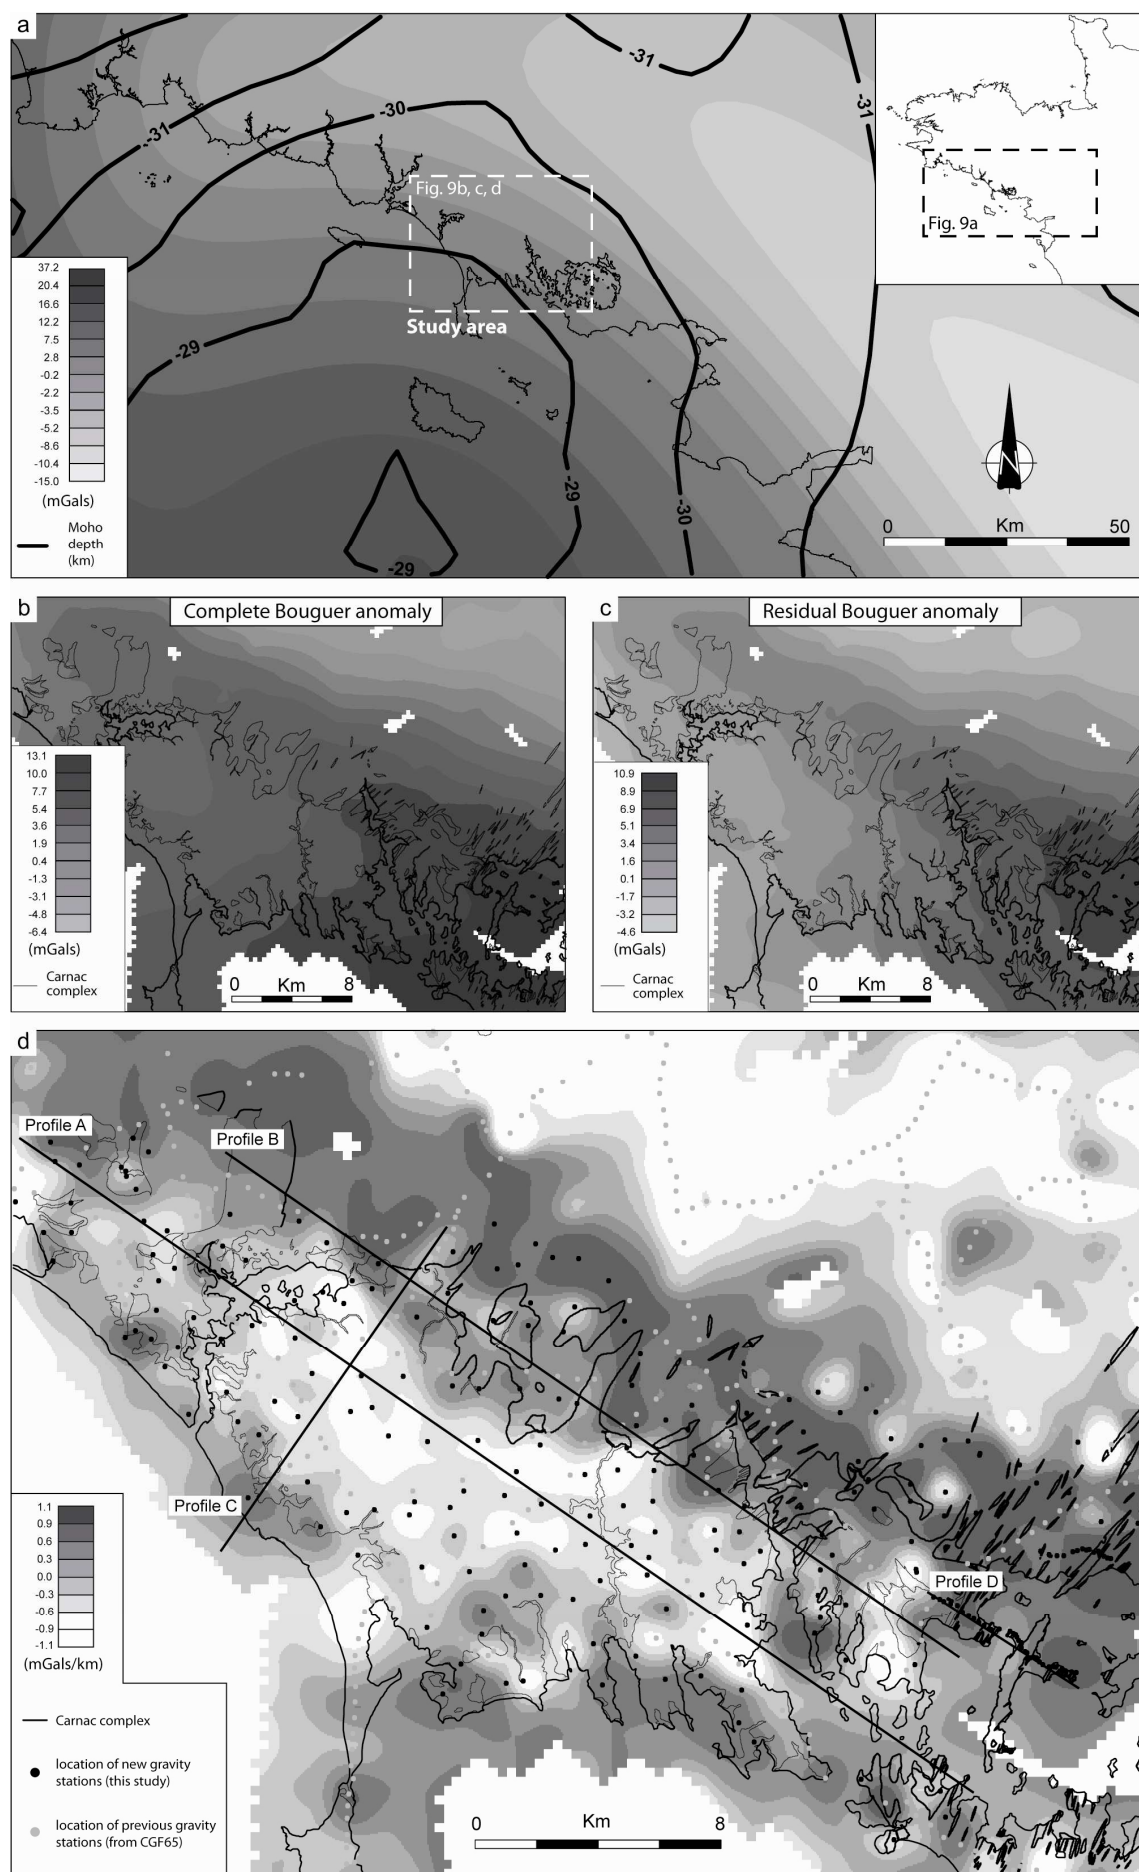 a
-31
-31
-30
-31
Fig. 9b, c, d
Fig. 9a
Study area
-29
-29
-30
-29
37.2
20.4
16.6
12.2
7.5
2.8
-0.2
-2.2
-3.5
-5.2
-8.6
-10.4
-15.0
(mGals)
Moho
depth
(km)
N
0 Km 50
b
Complete Bouguer anomaly
13.1
10.0
7.7
5.4
3.6
1.9
0.4
-1.3
-3.1
-4.8
-6.4
(mGals)
Carnac
complex
0 Km 8
c
Residual Bouguer anomaly
10.9
8.9
6.9
5.1
3.4
1.6
0.1
-1.7
-3.2
-4.6
(mGals)
Carnac
complex
0 Km 8
d
Profile A
Profile B
Profile C
Profile D
1.1
0.9
0.6
0.3
0.0
-0.3
-0.6
-0.9
-1.1
(mGals/km)
Carnac complex
location of new gravity
stations (this study)
location of previous gravity
stations (from CGF65)
0 Km 8